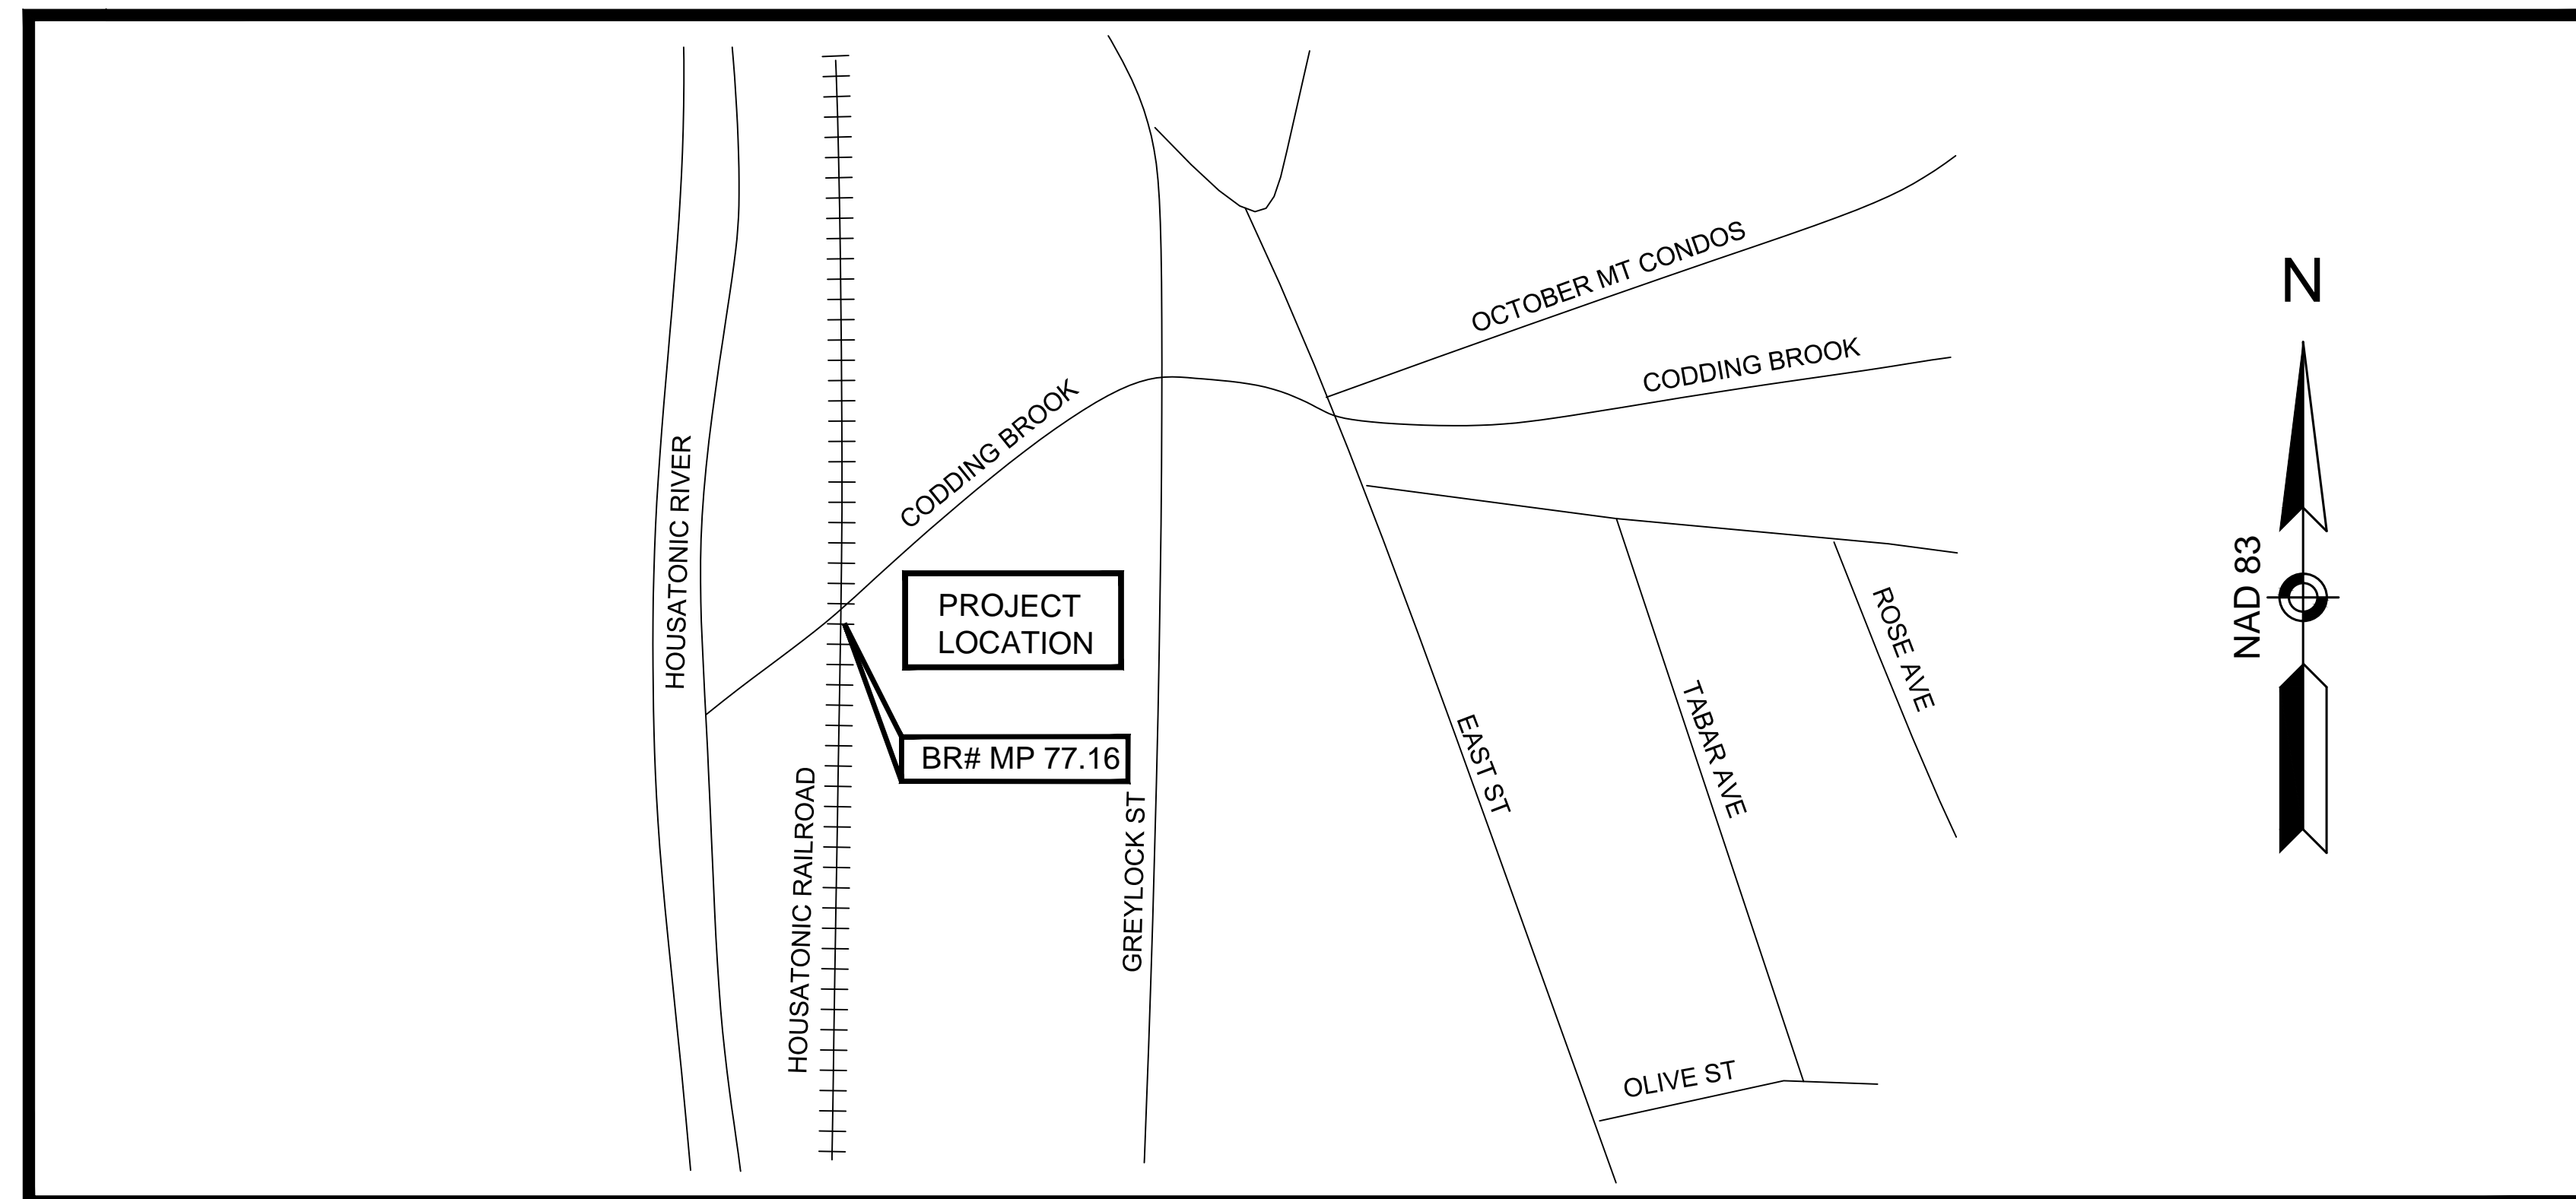 N
OCTOBER MT CONDOS
CODDING BROOK
CODDING BROOK
HOUSATONIC RIVER
NAD 83
PROJECT
LOCATION
ROSE AVE
BR# MP 77.16
TABAR AVE
EAST ST
HOUSATONIC RAILROAD
GREYLOCK ST
OLIVE ST